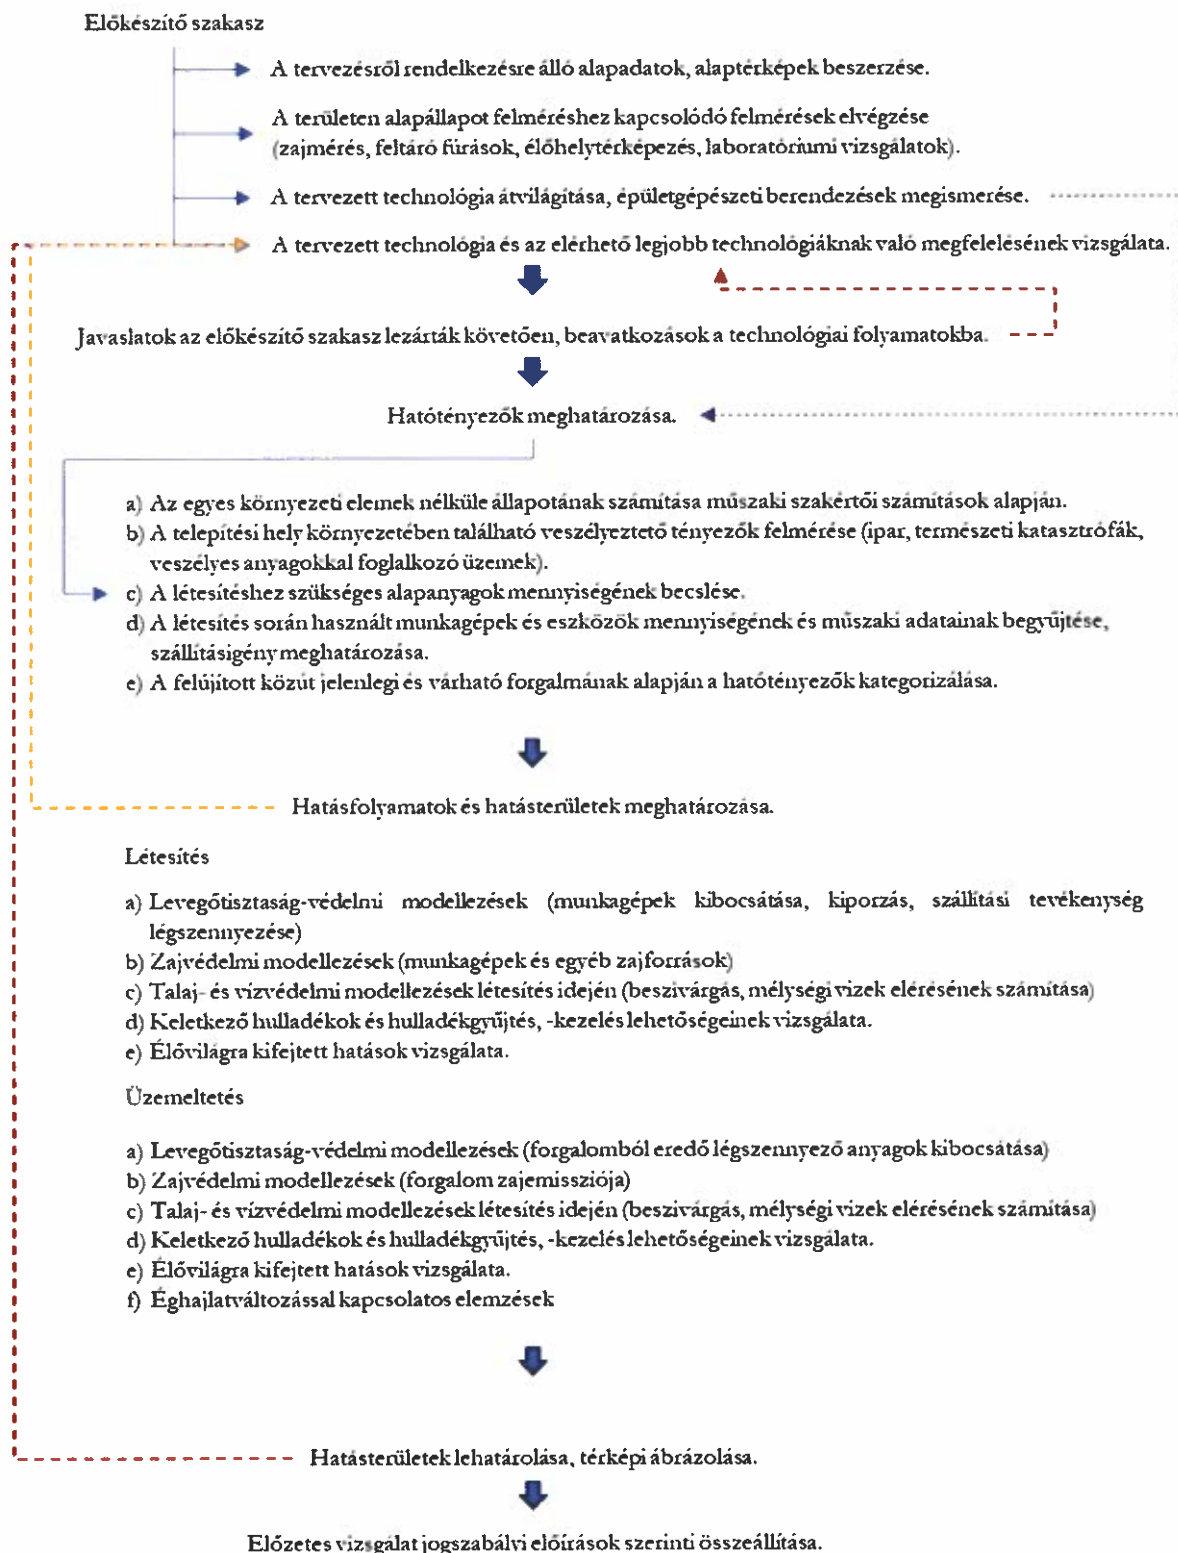 Előkészítő szakasz
A tervezésről rendelkezésre álló alapadatok, alaptérképek beszerzése.
A területen alapállapot felméréshez kapcsolódó felmérések elvégzése
(zajmérés, feltáró fúrások, élőhelytérképezés, laboratóriumi vizsgálatok).
A tervezett technológia átvilágítása, épületgépészeti berendezések megismerése.
A tervezett technológia és az elérhető legjobb technológiáknak való megfelelésének vizsgálata.
Javaslatok az előkészítő szakasz lezárták követően, beavatkozások a technológiai folyamatokba.
Hatótényezők meghatározása.
a) Az egyes környezeti elemek nélküle állapotának számítása műszaki szakértői számítások alapján.
b) A telepítési hely környezetében található veszélyeztető tényezők felmérése (ipar, természeti katasztrófák,
veszélyes anyagokkal foglalkozó üzemek).
c) A létesítéshez szükséges alapanyagok mennyiségének becslése.
d) A létesítés során használt munkagépek és eszközök mennyiségének és műszaki adatainak begyűjtése,
szállításigény meghatározása.
e) A felújított közút jelenlegi és várható forgalmának alapján a hatótényezők kategorizálása.
Hatásfolyamatok és hatásterületek meghatározása.
Létesítés
a) Levegőtisztaság-védelmi modellezések (munkagépek kibocsátása, kiporzás, szállítási tevékenység
légszennyezése)
b) Zajvédelmi modellezések (munkagépek és egyéb zajforrások)
c) Talaj- és vízvédelmi modellezések létesítés idején (beszivárgás, mélységi vizek elérésének számítása)
d) Keletkező hulladékok és hulladékgyűjtés, -kezelés lehetőségeinek vizsgálata.
e) Élővilágra kifejtett hatások vizsgálata.
Üzemeltetés
a) Levegőtisztaság-védelmi modellezések (forgalomból eredő légszennyező anyagok kibocsátása)
b) Zajvédelmi modellezések (forgalom zajemissziója)
c) Talaj- és vízvédelmi modellezések létesítés idején (beszivárgás, mélységi vizek elérésének számítása)
d) Keletkező hulladékok és hulladékgyűjtés, -kezelés lehetőségeinek vizsgálata.
e) Élővilágra kifejtett hatások vizsgálata.
f) Éghajlatváltozással kapcsolatos elemzések
Hatásterületek lehatárolása, térképi ábrázolása.
Előzetes vizsgálat jogszabályi előírások szerinti összeállítása.